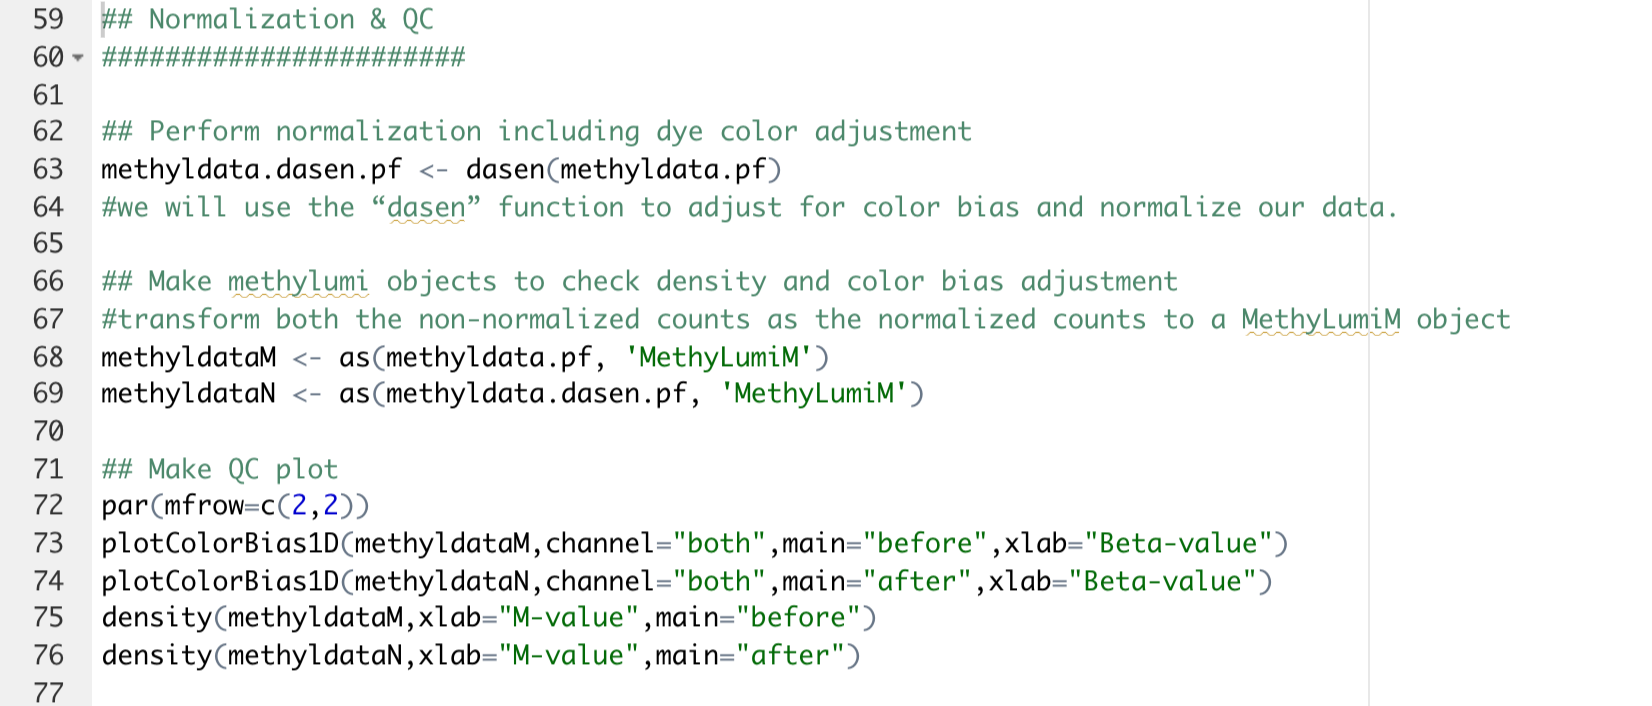 59 ## Normalization & QC
60 #######################
61
62 ## Perform normalization including dye color adjustment
63 methyldata.dasen.pf <- dasen(methyldata.pf)
64 #we will use the “dasen” function to adjust for color bias and normalize our data.
65
66 ## Make methylumi objects to check density and color bias adjustment
67 #transform both the non-normalized counts as the normalized counts to a MethyLumiM object
68 methyldataM <- as(methyldata.pf, 'MethyLumiM')
69 methyldataN <- as(methyldata.dasen.pf, 'MethyLumiM')
70
71 ## Make QC plot
72 par(mfrow=c(2,2))
73 plotColorBias1D(methyldataM,channel="both",main="before",xlab="Beta-value")
74 plotColorBias1D(methyldataN,channel="both",main="after",xlab="Beta-value")
75 density(methyldataM,xlab="M-value",main="before")
76 density(methyldataN,xlab="M-value",main="after")
77